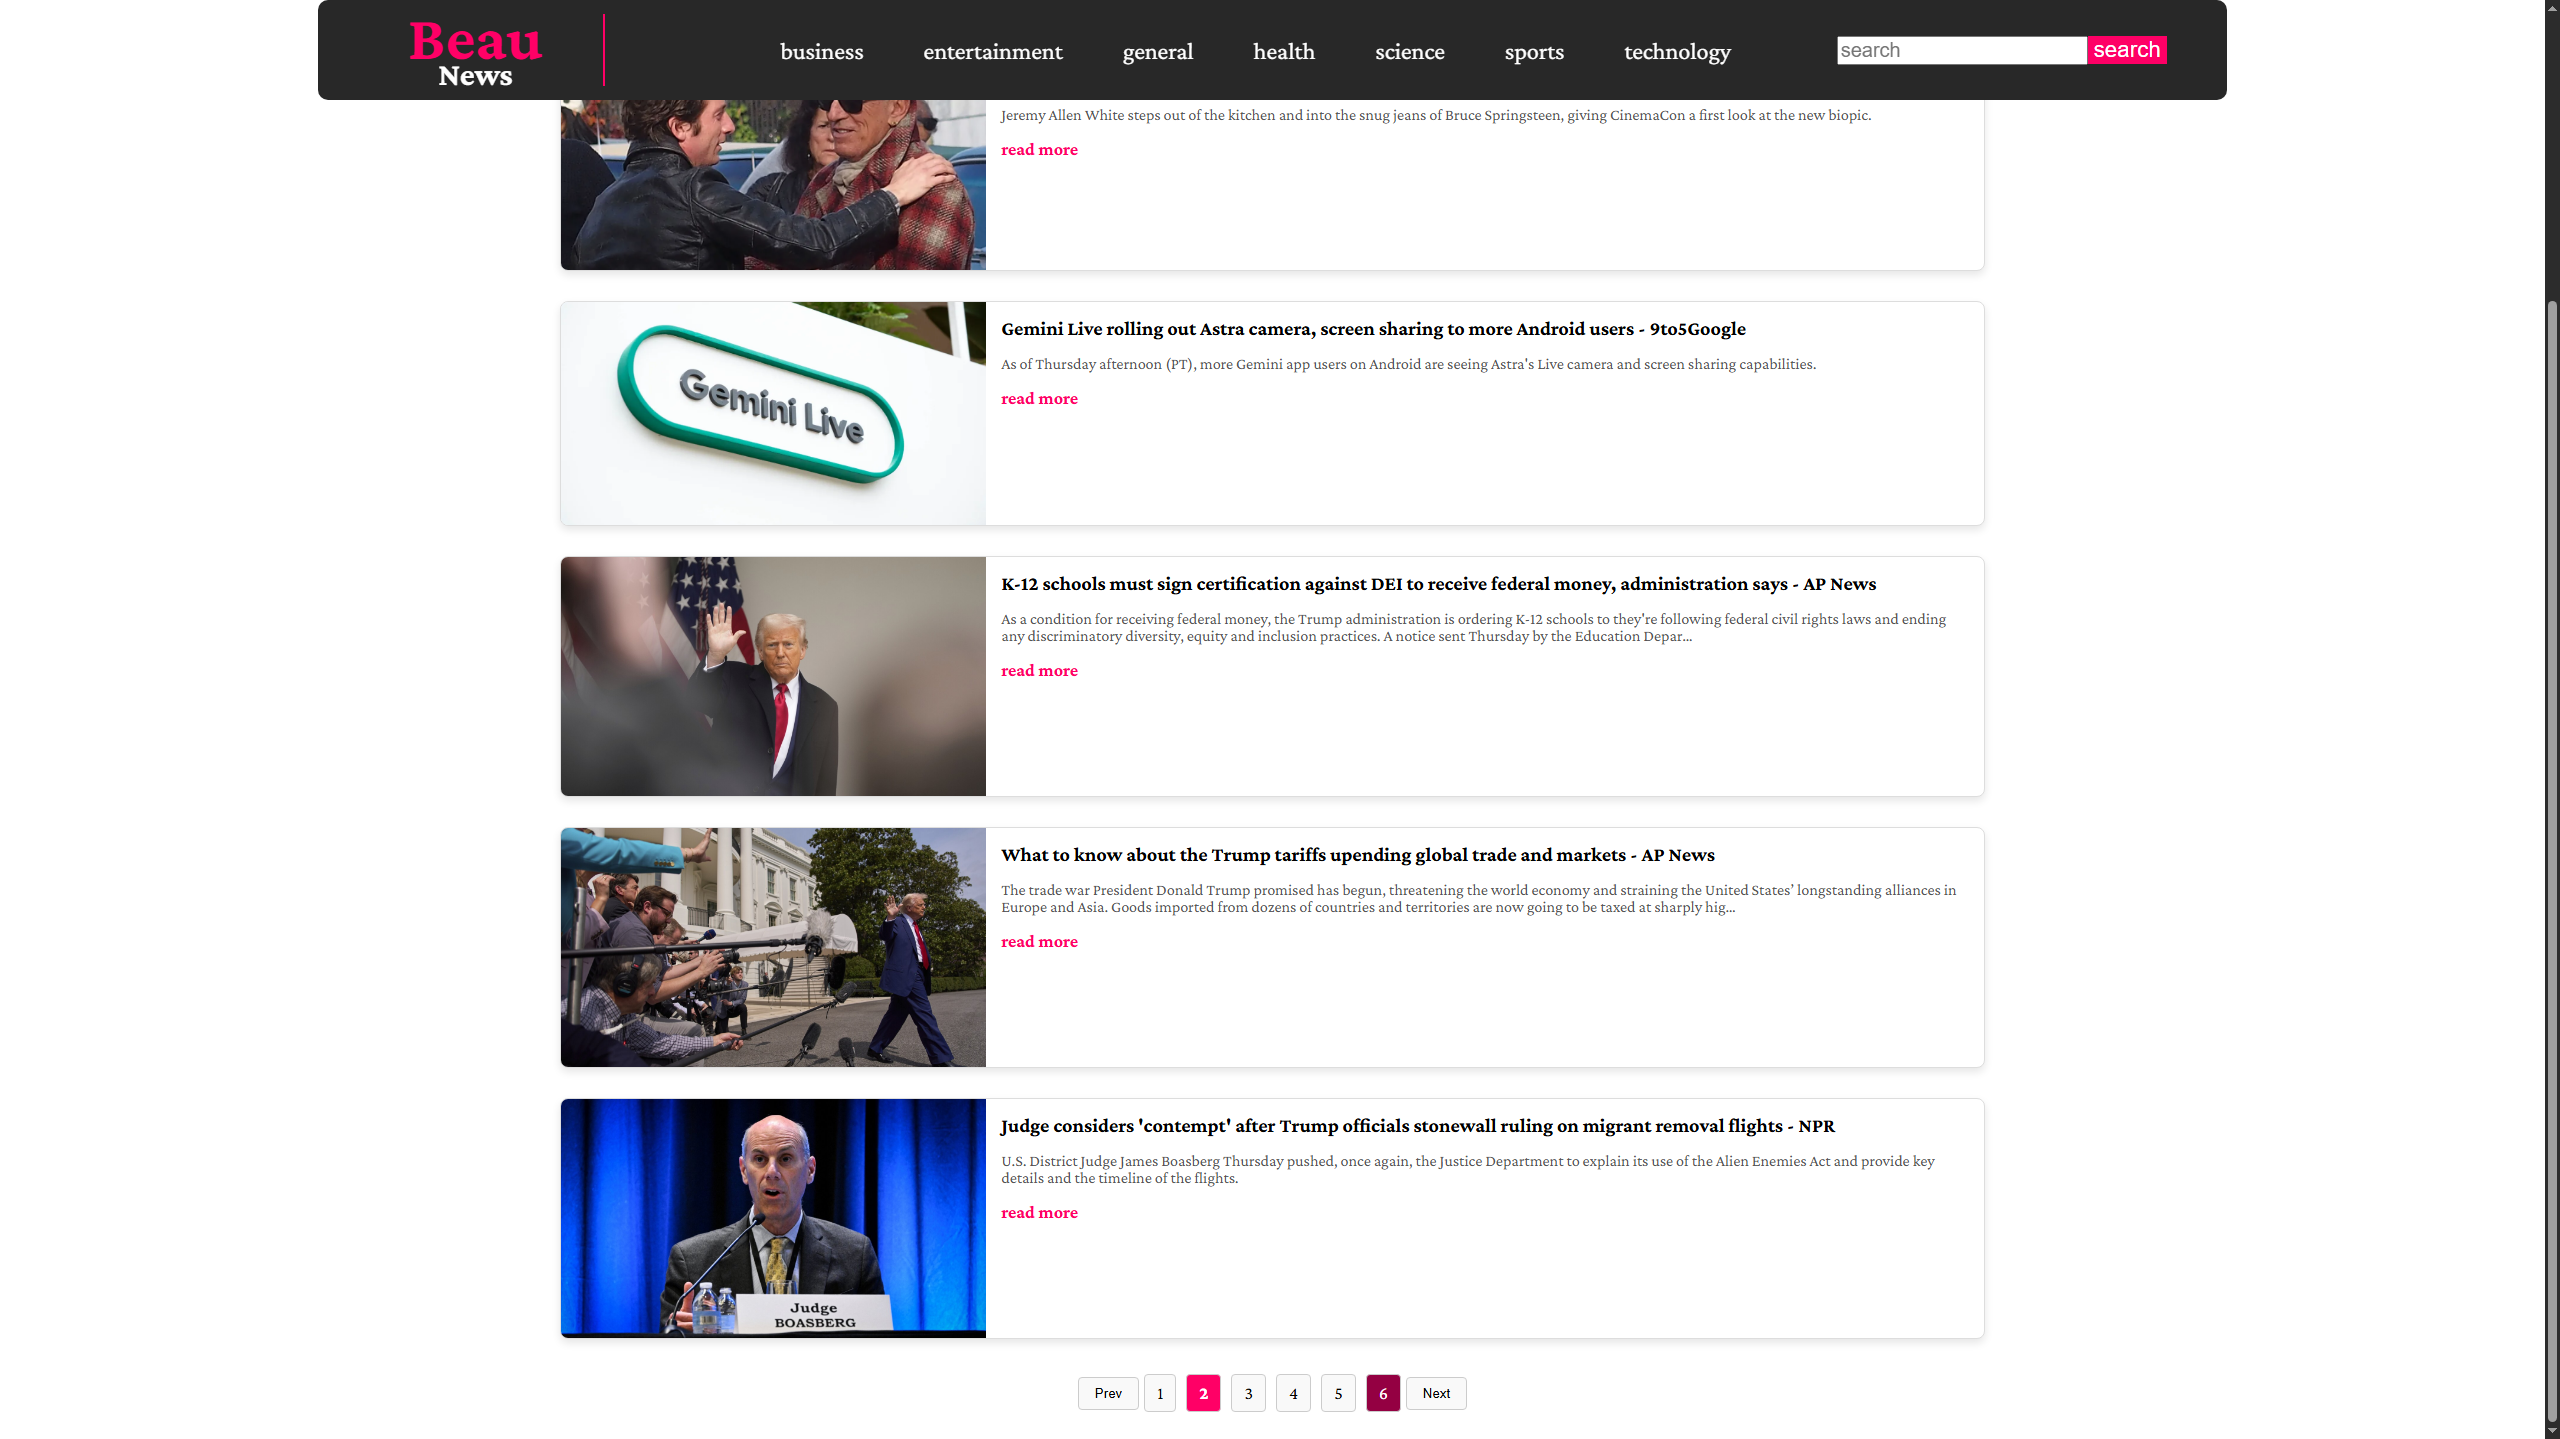 Beau
News
business entertainment general health science sports technology
search search
Jeremy Allen White steps out of the kitchen and into the snug jeans of Bruce Springsteen, giving CinemaCon a first look at the new biopic.
read more
Gemini Live
Gemini Live rolling out Astra camera, screen sharing to more Android users - 9to5Google
As of Thursday afternoon (PT), more Gemini app users on Android are seeing Astra's Live camera and screen sharing capabilities.
read more
K-12 schools must sign certification against DEI to receive federal money, administration says - AP News
As a condition for receiving federal money, the Trump administration is ordering K-12 schools to they're following federal civil rights laws and ending
any discriminatory diversity, equity and inclusion practices. A notice sent Thursday by the Education Depar...
read more
What to know about the Trump tariffs upending global trade and markets - AP News
The trade war President Donald Trump promised has begun, threatening the world economy and straining the United States' longstanding alliances in
Europe and Asia. Goods imported from dozens of countries and territories are now going to be taxed at sharply hig...
read more
Judge
BOASBERG
Judge considers 'contempt' after Trump officials stonewall ruling on migrant removal flights - NPR
U.S. District Judge James Boasberg Thursday pushed, once again, the Justice Department to explain its use of the Alien Enemies Act and provide key
details and the timeline of the flights.
read more
Prev 1 2 3 4 5 6 Next